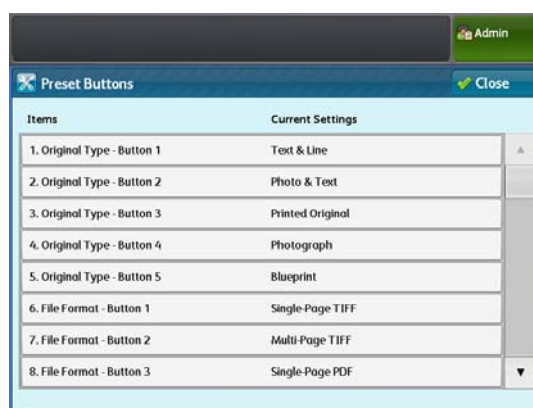 Admin
Preset Buttons
Close
Items Current Settings
1. Original Type - Button 1 Text & Line
2. Original Type - Button 2 Photo & Text
3. Original Type - Button 3 Printed Original
4. Original Type - Button 4 Photograph
5. Original Type - Button 5 Blueprint
6. File Format - Button 1 Single-Page TIFF
7. File Format - Button 2 Multi-Page TIFF
8. File Format - Button 3 Single-Page PDF